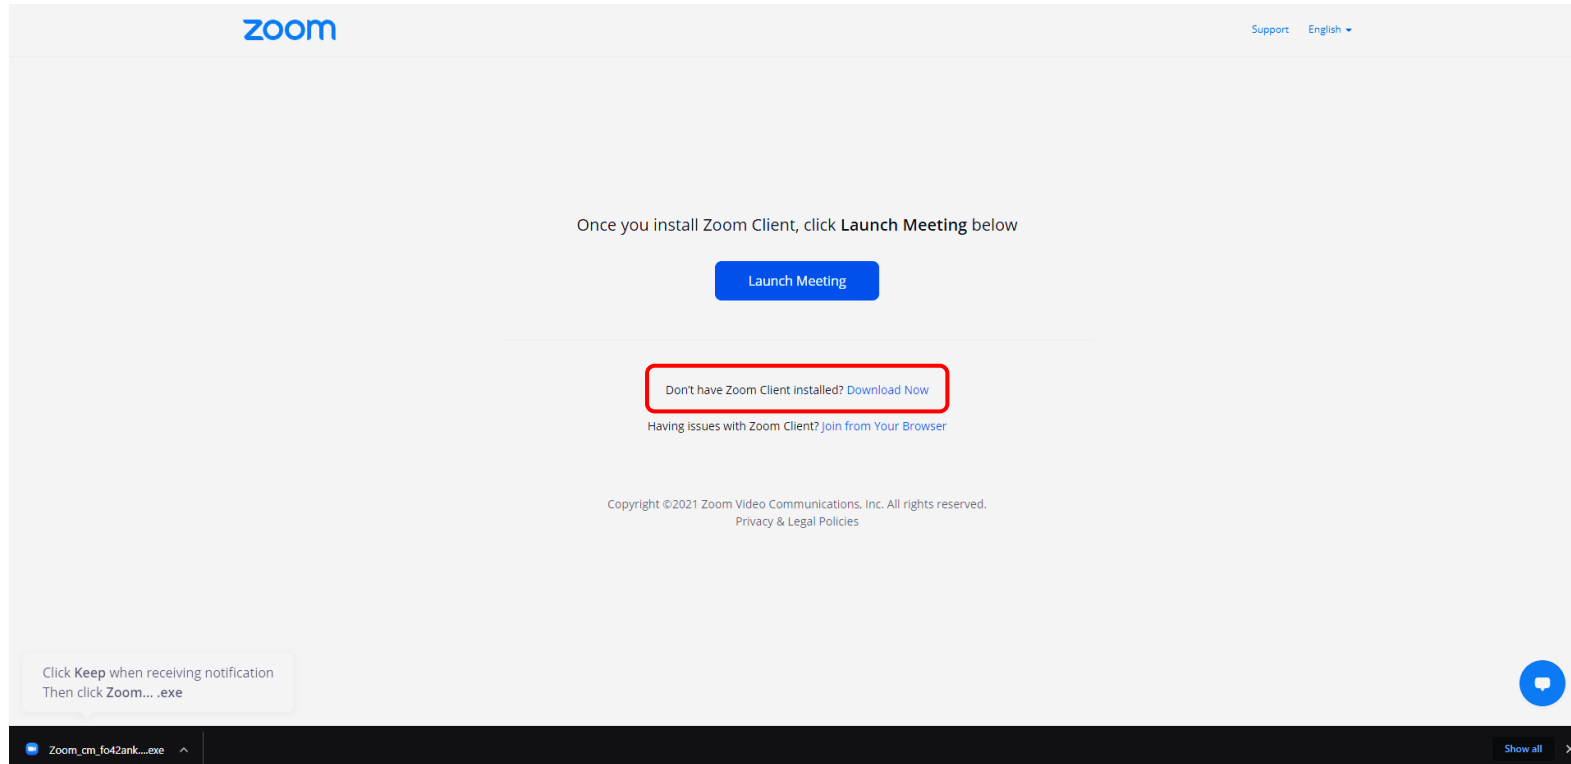 zoom
Support English
Once you install Zoom Client, click Launch Meeting below
Launch Meeting
Don't have Zoom Client installed? Download Now
Having issues with Zoom Client? Join from Your Browser
Copyright ©2021 Zoom Video Communications, Inc. All rights reserved.
Privacy & Legal Policies
Click Keep when receiving notification
Then click Zoom... .exe
Zoom_cm_fo42ank....exe
Show all